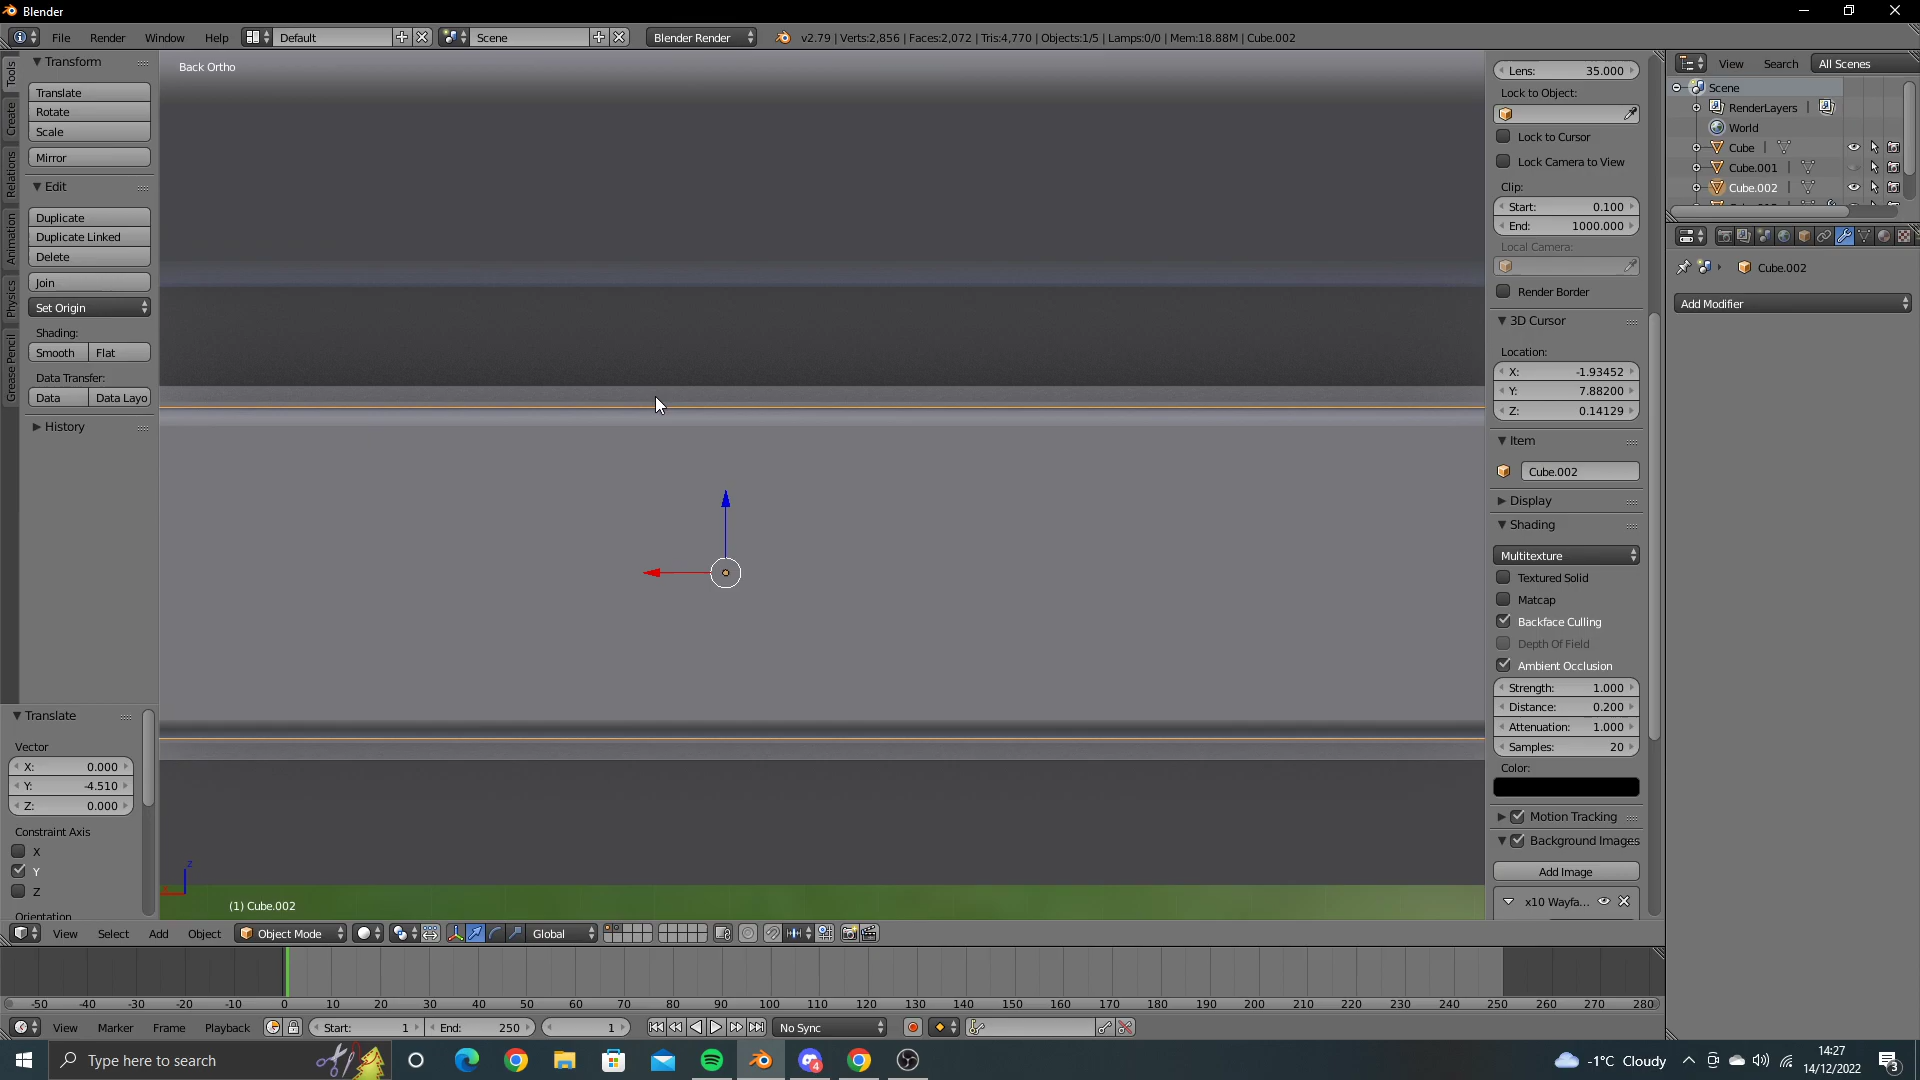 Blender
File Render Window Help Default Scene Blender Render v2.79 | Verts:2,856 | Faces:2,072 | Tris:4,770 | Objects:1/5 | Lamps:0/0 | Mem:18.88M | Cube.002
Tools
Create
Relations
Animation
Physics
Grease Pencil
Transform
Translate
Rotate
Scale
Mirror
Edit
Duplicate
Duplicate Linked
Delete
Join
Set Origin
Shading:
Smooth Flat
Data Transfer:
Data Data Layo
History
Translate
Vector
X: 0.000
Y: -4.510
Z: 0.000
Constraint Axis
X
Y
Z
Orientation
Back Ortho
z
(1) Cube.002
Lens: 35.000
Lock to Object:
Lock to Cursor
Lock Camera to View
Clip:
Start: 0.100
End: 1000.000
Local Camera:
Render Border
3D Cursor
Location:
X: -1.93452
Y: 7.88200
Z: 0.14129
Item
Cube.002
Display
Shading
Multitexture
Textured Solid
Matcap
Backface Culling
Depth Of Field
Ambient Occlusion
Strength: 1.000
Distance: 0.200
Attenuation: 1.000
Samples: 20
Color:
Motion Tracking
Background Images
Add Image
x10 Wayfa...
View Search All Scenes
Scene
RenderLayers
World
Cube
Cube.001
Cube.002
Cube.002
Add Modifier
View Select Add Object Object Mode Global
-50 -40 -30 -20 -10 0 10 20 30 40 50 60 70 80 90 100 110 120 130 140 150 160 170 180 190 200 210 220 230 240 250 260 270 280
View Marker Frame Playback Start: 1 End: 250 1 No Sync
Type here to search
4
-1°C Cloudy
14:27
14/12/2022
3